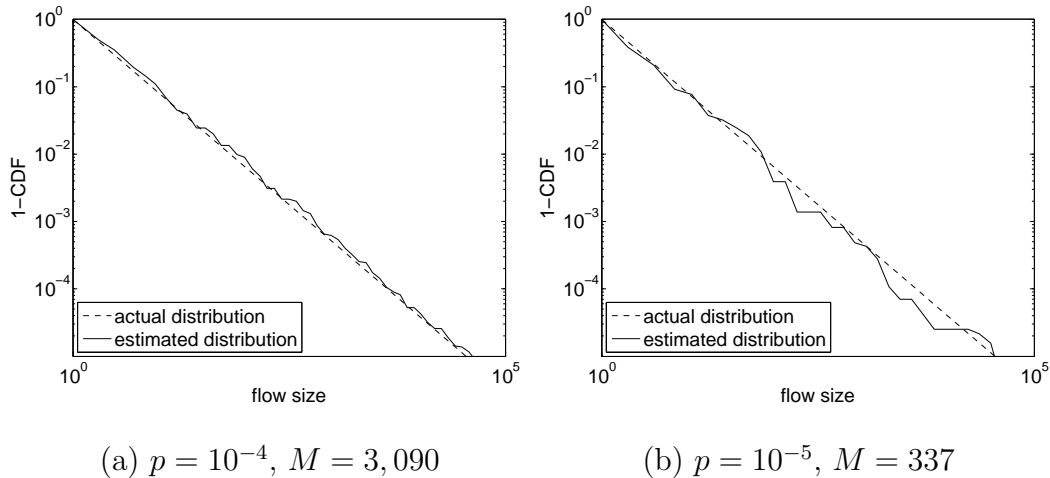 10^0
10^-1
10^-2
10^-3
10^-4
1-CDF
actual distribution
estimated distribution
10^0
10^5
flow size
(a) p = 10^-4, M = 3,090
10^0
10^-1
10^-2
10^-3
10^-4
1-CDF
actual distribution
estimated distribution
10^0
10^5
flow size
(b) p = 10^-5, M = 337